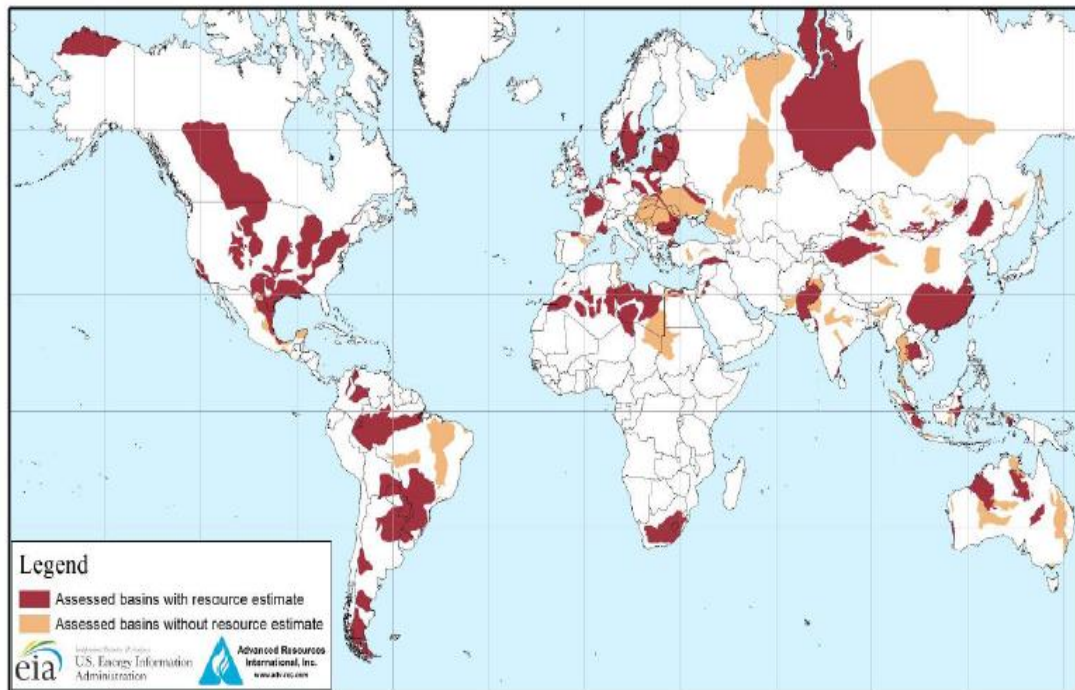 Legend
Assessed basins with resource estimate
Assessed basins without resource estimate
eia
U.S. Energy Information
Administration
Advanced Resources
International, Inc.